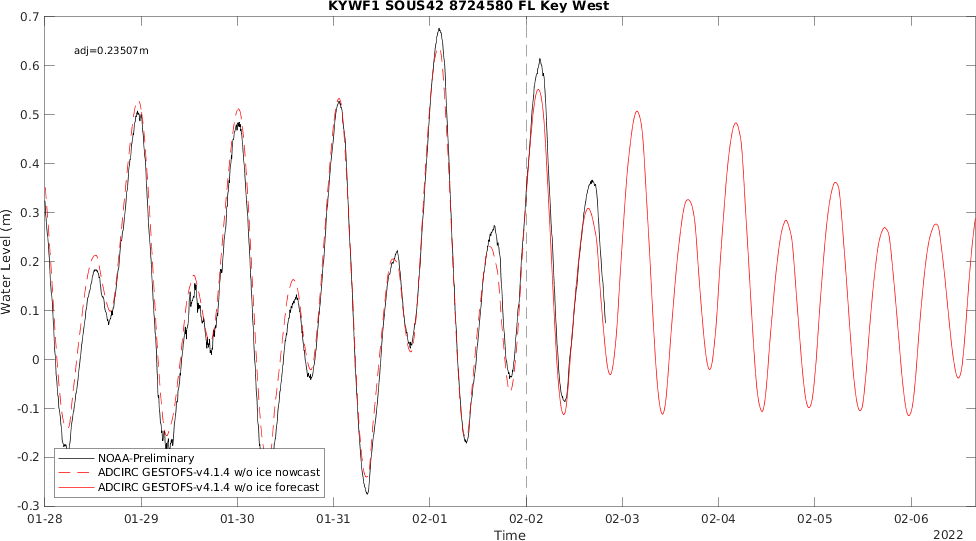 KYWF1 SOUS42 8724580 FL Key West
adj=0.23507m
0.7
0.6
0.5
0.4
0.3
0.2
0.1
0
-0.1
-0.2
-0.3
Water Level (m)
NOAA-Preliminary
ADCIRC GESTOFS-v4.1.4 w/o ice nowcast
ADCIRC GESTOFS-v4.1.4 w/o ice forecast
01-28 01-29 01-30 01-31 02-01 02-02 02-03 02-04 02-05 02-06
Time
2022